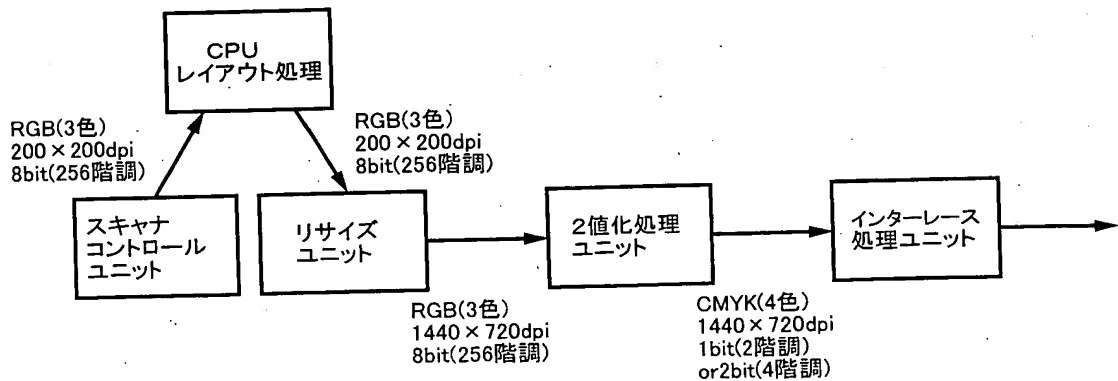 CPU
レイアウト処理
RGB(3色)
200×200dpi
8bit(256階調)
RGB(3色)
200×200dpi
8bit(256階調)
スキャナ
コントロール
ユニット
リサイズ
ユニット
2値化処理
ユニット
インターレース
処理ユニット
RGB(3色)
1440×720dpi
8bit(256階調)
CMYK(4色)
1440×720dpi
1bit(2階調)
or2bit(4階調)